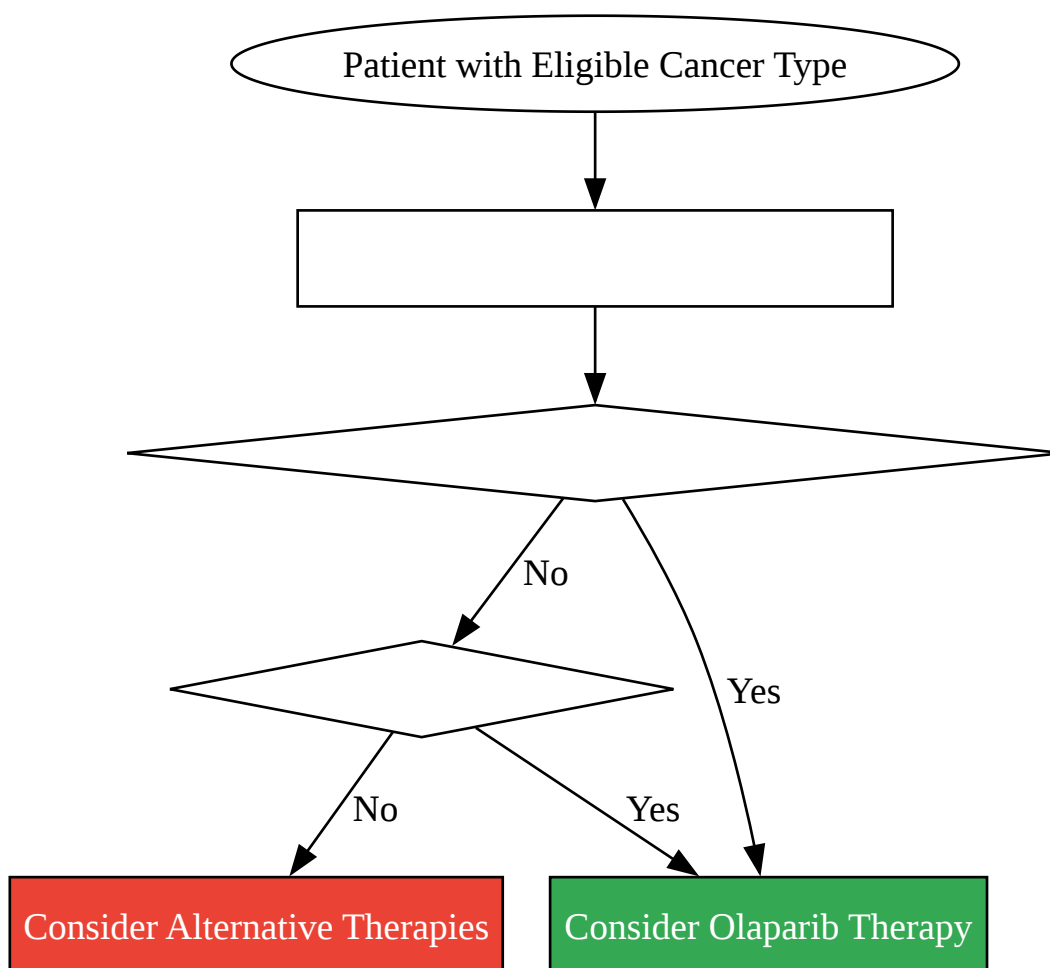 Patient with Eligible Cancer Type
No
Yes
No
Yes
Consider Alternative Therapies
Consider Olaparib Therapy